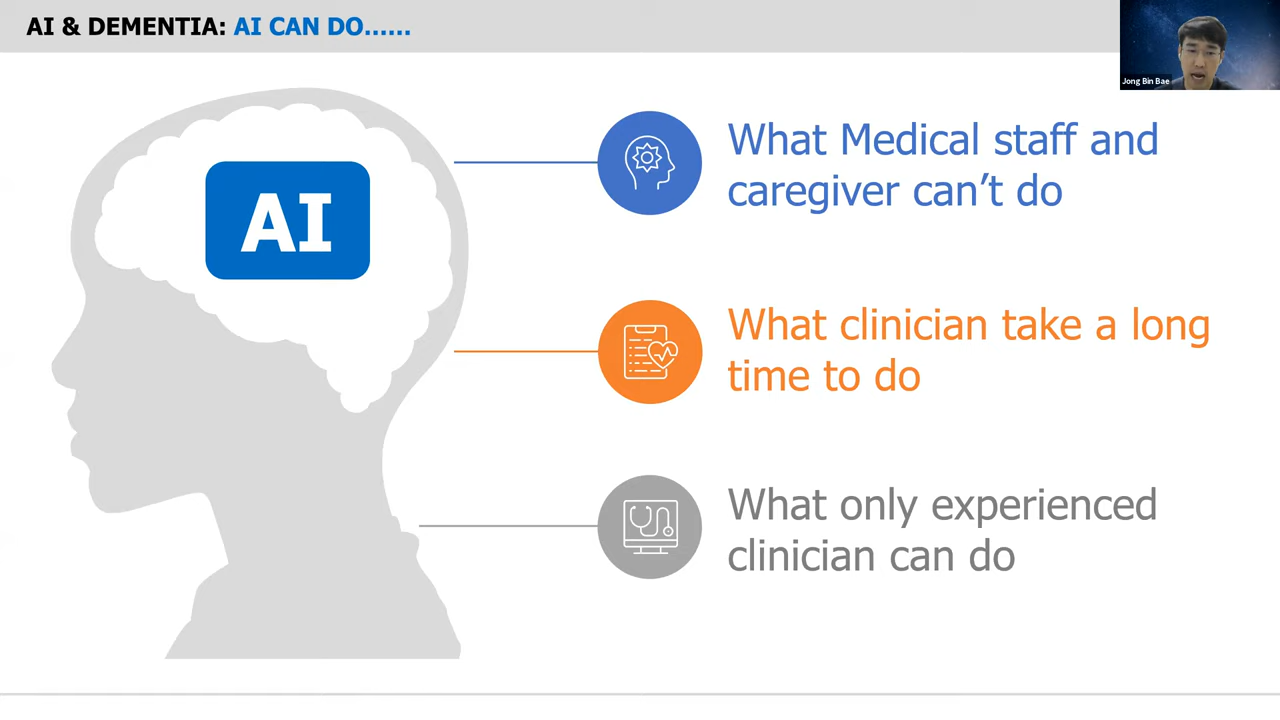 AI & DEMENTIA: AI CAN DO......
Jong Bin Bae
AI
What Medical staff and
caregiver can’t do
What clinician take a long
time to do
What only experienced
clinician can do